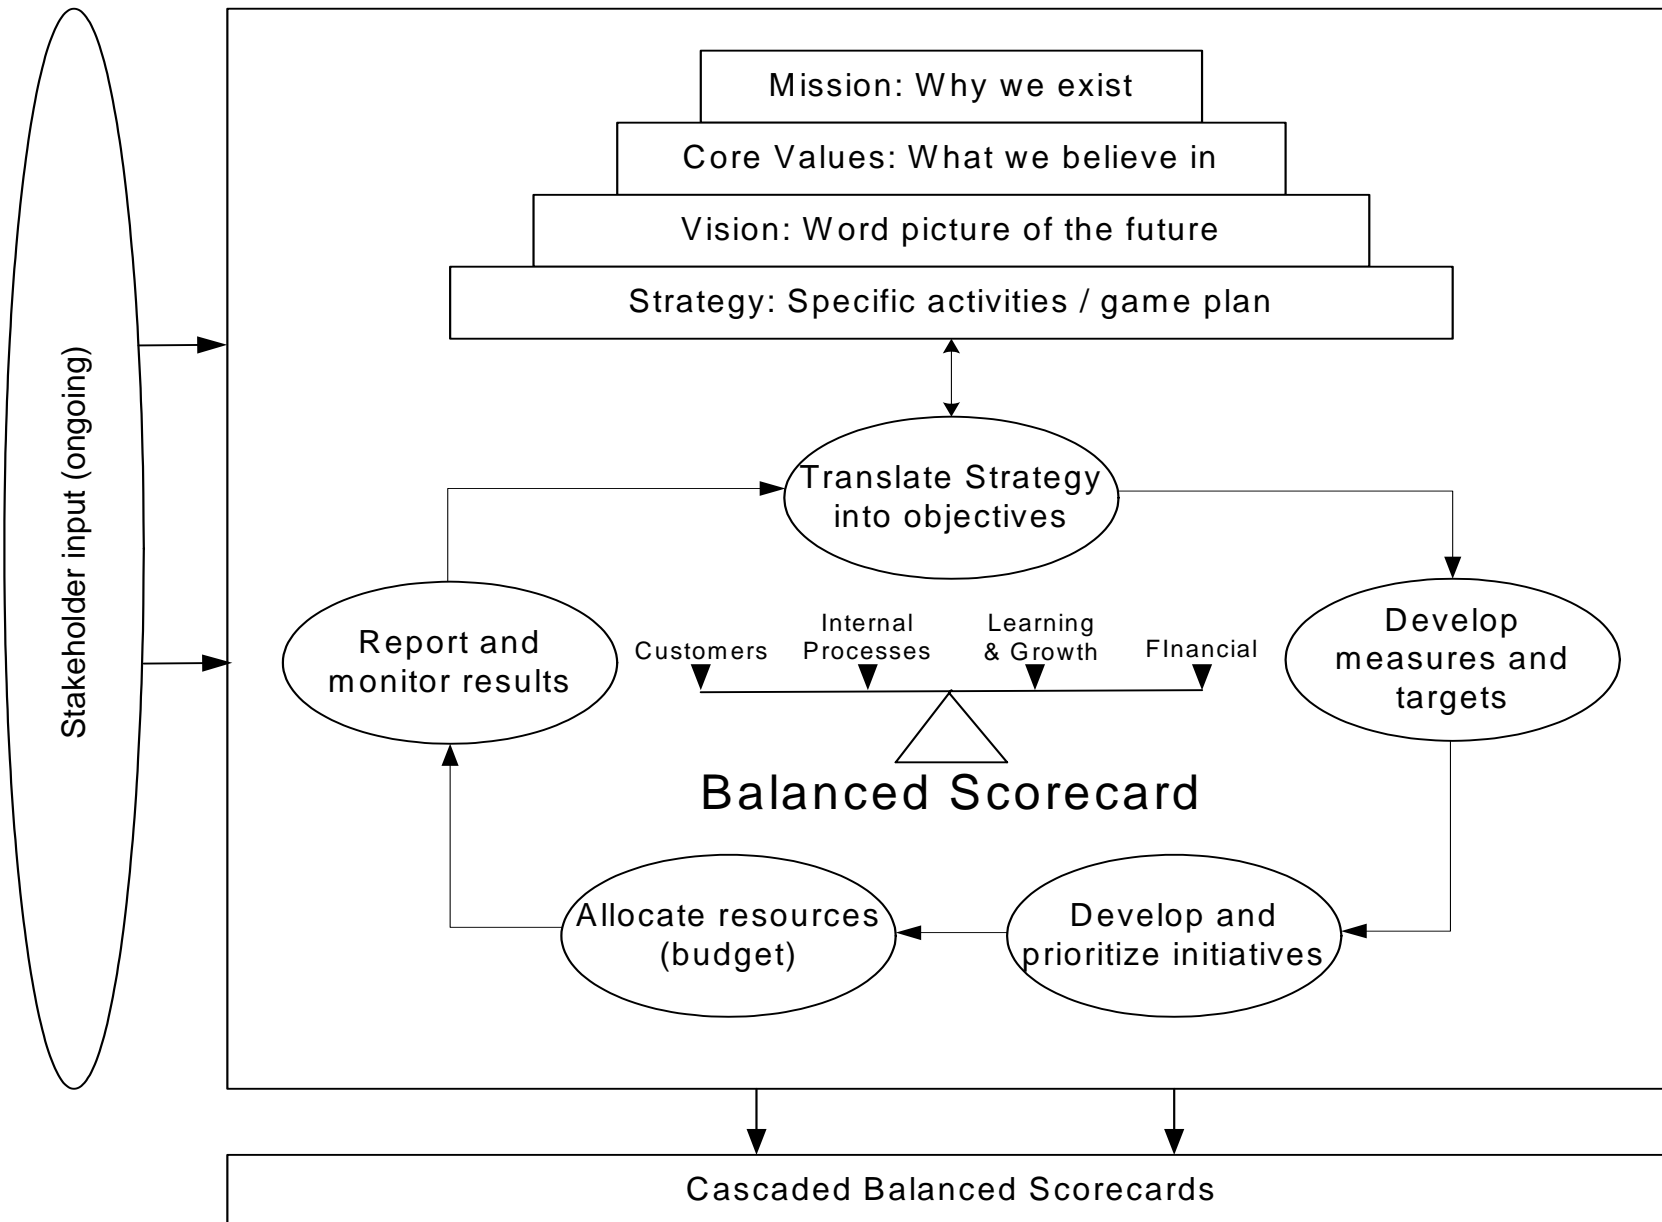 Mission: Why we exist
Core Values: What we believe in
Vision: Word picture of the future
Strategy: Specific activities / game plan
Stakeholder input (ongoing)
Translate Strategy
into objectives
Report and
monitor results
Customers
Internal
Processes
Learning
& Growth
FInancial
Develop
measures and
targets
Balanced Scorecard
Allocate resources
(budget)
Develop and
prioritize initiatives
Cascaded Balanced Scorecards